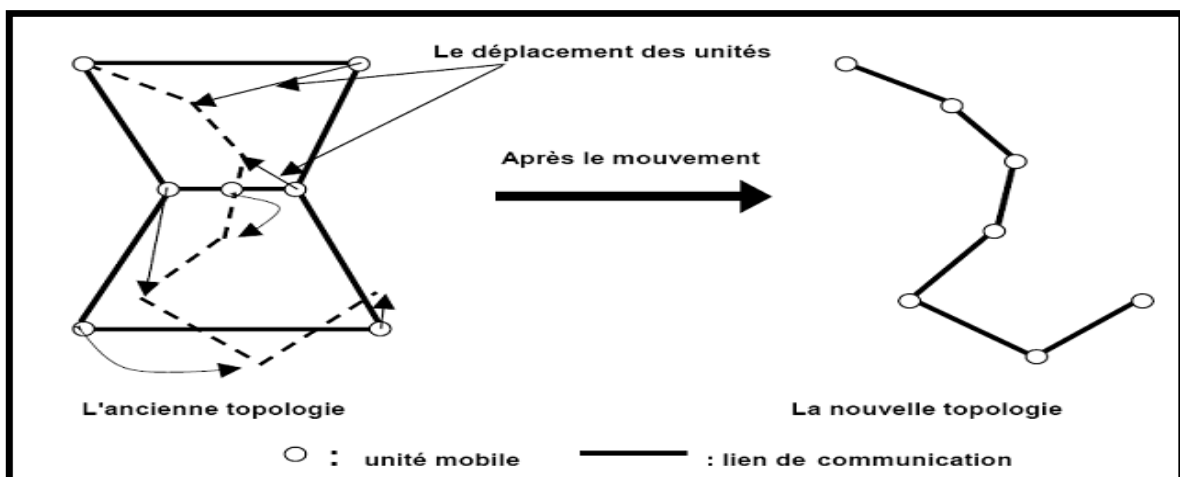 Le déplacement des unités
Après le mouvement
L'ancienne topologie
La nouvelle topologie
: unité mobile
: lien de communication